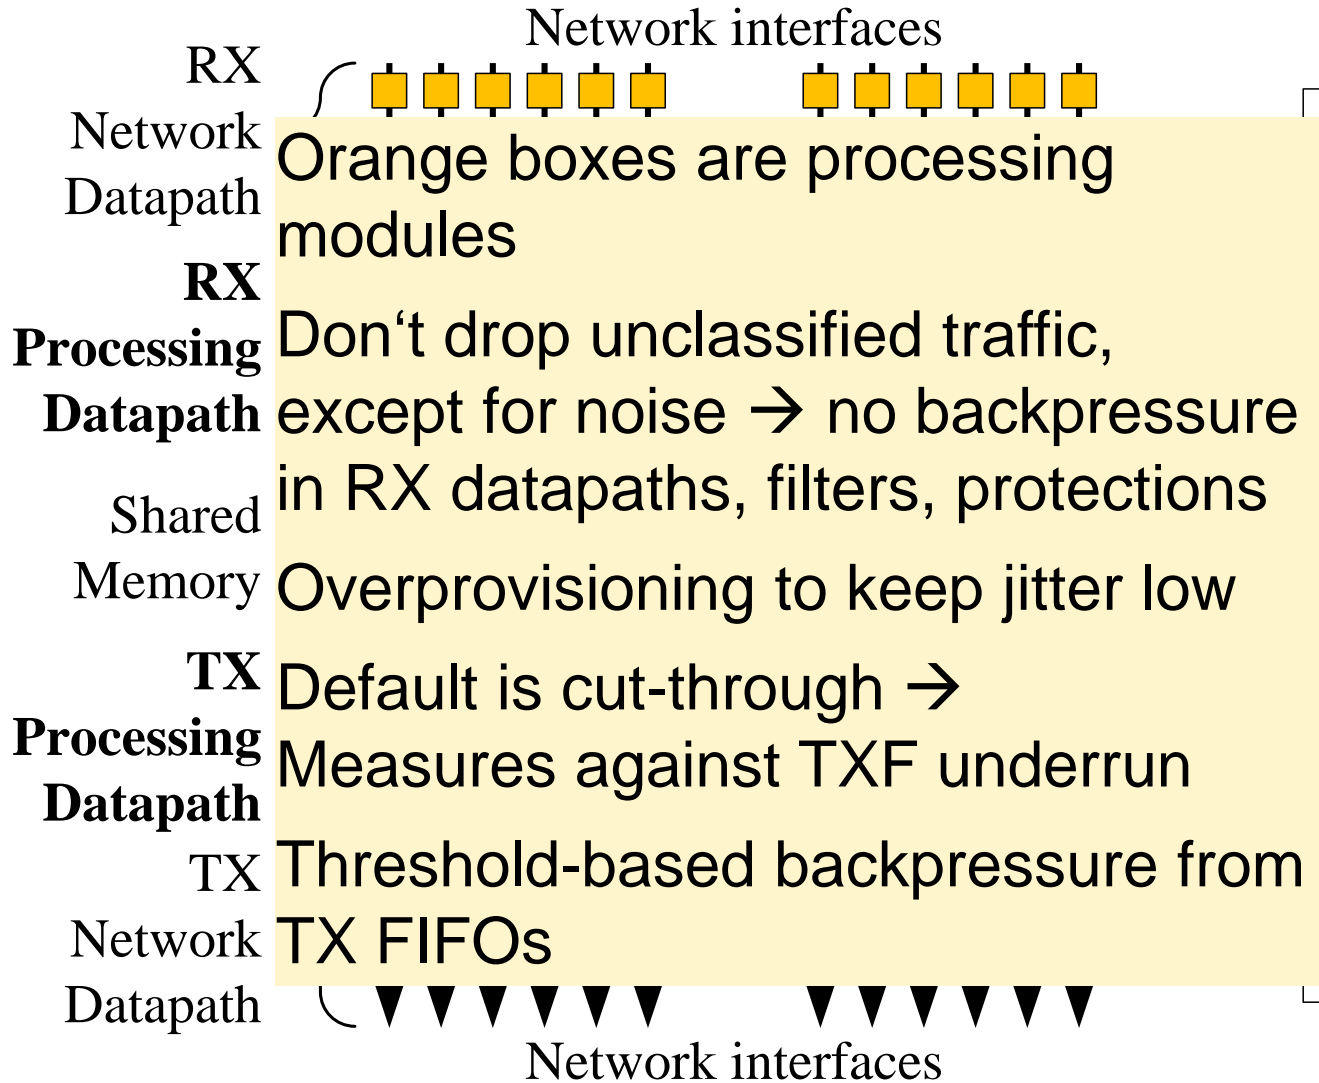 Network interfaces
RX
Network
Datapath
RX
Processing
Datapath
Shared
Memory
TX
Processing
Datapath
TX
Network
Datapath
Orange boxes are processing
modules
Don‘t drop unclassified traffic,
except for noise → no backpressure
in RX datapaths, filters, protections
Overprovisioning to keep jitter low
Default is cut-through →
Measures against TXF underrun
Threshold-based backpressure from
TX FIFOs
Network interfaces